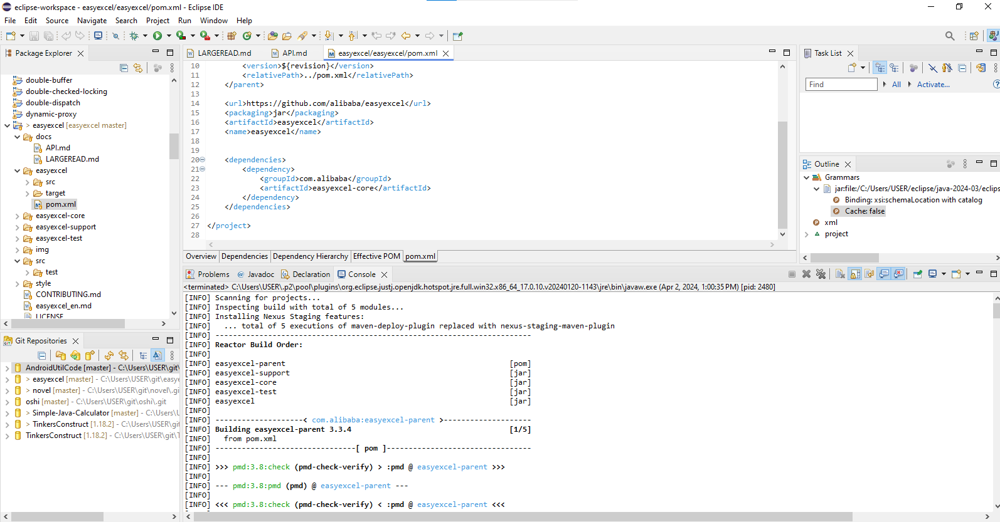 eclipse-workspace - easyexcel/easyexcel/pom.xml - Eclipse IDE
File Edit Source Navigate Search Project Run Window Help
Package Explorer
double-buffer
double-checked-locking
double-dispatch
dynamic-proxy
> easyexcel [easyexcel master]
docs
API.md
LARGEREAD.md
easyexcel
src
target
pom.xml
easyexcel-core
easyexcel-support
easyexcel-test
img
src
test
style
CONTRIBUTING.md
easyexcel_en.md
LICENSE
Git Repositories
AndroidUtilCode [master] - C:\Users\USER\git\
> easyexcel [master] - C:\Users\USER\git\easye
> novel [master] - C:\Users\USER\git\novel\.gi
oshi [master] - C:\Users\USER\git\oshi\.git
> Simple-Java-Calculator [master] - C:\Users\U
> TinkersConstruct [1.18.2] - C:\Users\USER\git
TinkersConstruct [1.18.2] - C:\Users\USER\git\T
LARGEREAD.md API.md easyexcel/easyexcel/pom.xml
10 <version>${revision}</version>
11 <relativePath>../pom.xml</relativePath>
12 </parent>
13
14 <url>https://github.com/alibaba/easyexcel</url>
15 <packaging>jar</packaging>
16 <artifactId>easyexcel</artifactId>
17 <name>easyexcel</name>
18
19
20 <dependencies>
21 <dependency>
22 <groupId>com.alibaba</groupId>
23 <artifactId>easyexcel-core</artifactId>
24 </dependency>
25 </dependencies>
26
27 </project>
28
Overview Dependencies Dependency Hierarchy Effective POM pom.xml
Problems Javadoc Declaration Console
<terminated> C:\Users\USER\.p2\pool\plugins\org.eclipse.justj.openjdk.hotspot.jre.full.win32.x86_64_17.0.10.v20240120-1143\jre\bin\javaw.exe (Apr 2, 2024, 1:00:35 PM) [pid: 2480]
[INFO] Scanning for projects...
[INFO] Inspecting build with total of 5 modules...
[INFO] Installing Nexus Staging features:
[INFO]   ... total of 5 executions of maven-deploy-plugin replaced with nexus-staging-maven-plugin
[INFO] ------------------------------------------------------------------------
[INFO] Reactor Build Order:
[INFO]
[INFO] easyexcel-parent [pom]
[INFO] easyexcel-support [jar]
[INFO] easyexcel-core [jar]
[INFO] easyexcel-test [jar]
[INFO] easyexcel [jar]
[INFO]
[INFO] --------------------< com.alibaba:easyexcel-parent >--------------------
[INFO] Building easyexcel-parent 3.3.4 [1/5]
[INFO]   from pom.xml
[INFO] --------------------------------[ pom ]---------------------------------
[INFO]
[INFO] >>> pmd:3.8:check (pmd-check-verify) > :pmd @ easyexcel-parent >>>
[INFO]
[INFO] --- pmd:3.8:pmd (pmd) @ easyexcel-parent ---
[INFO]
[INFO] <<< pmd:3.8:check (pmd-check-verify) < :pmd @ easyexcel-parent <<<
Task List
Find All Activate...
Outline
Grammars
jar:file:/C:/Users/USER/eclipse/java-2024-03/eclips
Binding: xsi:schemaLocation with catalog
Cache: false
xml
project